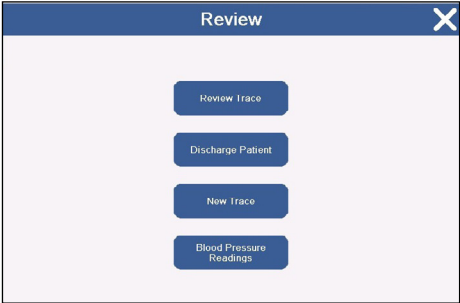 Review
Review Trace
Discharge Patient
New Trace
Blood Pressure
Readings